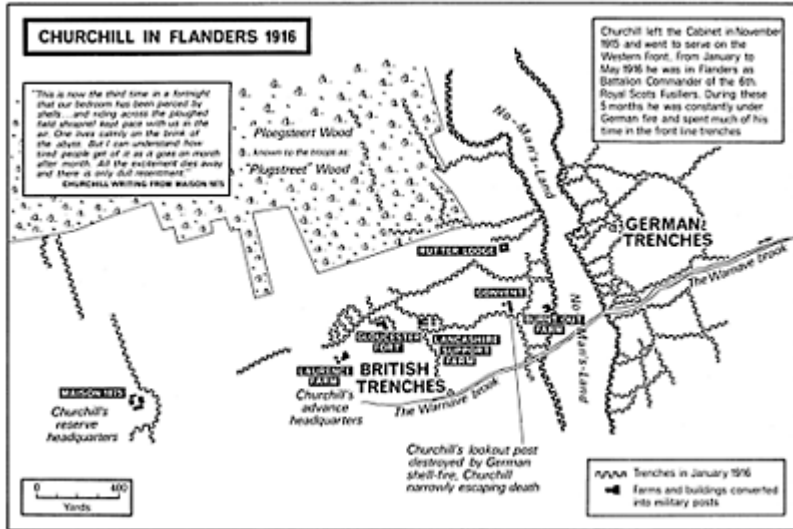 CHURCHILL IN FLANDERS 1916
"This is now the third time in a fortnight
that our bedroom has been pierced by
shells...and riding across the ploughed
field shrapnel kept pace with us in the
air. One lives calmly on the brink of
the abyss. But I can understand how
tired people get of it as it goes on month
after month. All the excitement dies away
and there is only dull resentment."
CHURCHILL WRITING FROM MAISON 1875
Churchill left the Cabinet in November
1915 and went to serve on the
Western Front. From January to
May 1916 he was in Flanders as
Battalion Commander of the 6th
Royal Scots Fusiliers. During these
5 months he was constantly under
German fire and spent much of his
time in the front line trenches
Ploegsteert Wood
known to the troops as:
"Plugstreet" Wood
No-Man's-Land
GERMAN
TRENCHES
The Warnave brook
RUTTER LODGE
CONVENT
BURNT OUT
FARM
No Man's-Land
GLOUCESTER
FORT
LANCASHIRE
SUPPORT
FARM
LAURENCE
FARM
BRITISH
TRENCHES
Churchill's
advance
headquarters
The Warnave brook
MAISON 1875
Churchill's
reserve
headquarters
Churchill's lookout post
destroyed by German
shell-fire, Churchill
narrowly escaping death
0 400
Yards
Trenches in January 1916
Farms and buildings converted
into military posts